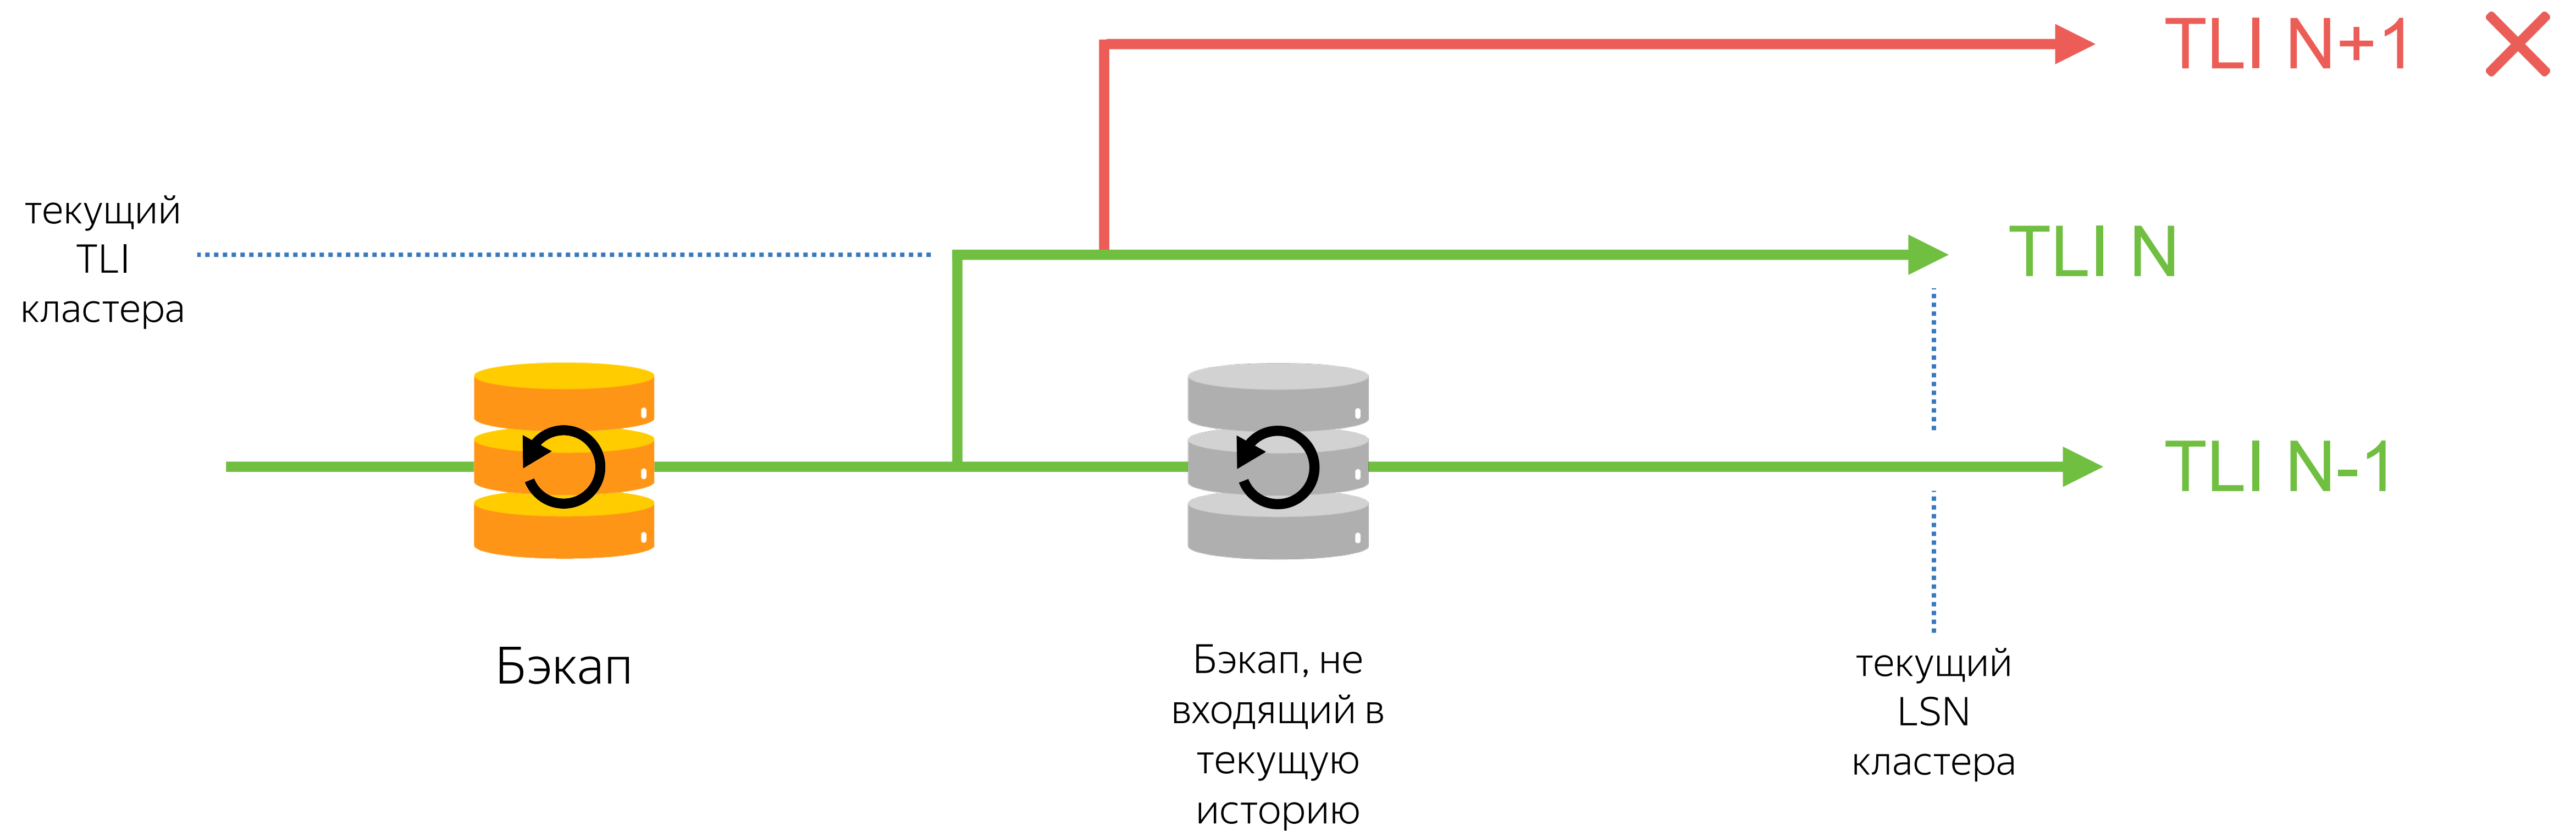 TLI N+1
текущий
TLI
кластера
TLI N
TLI N-1
Бэкап
Бэкап, не
входящий в
текущую
историю
текущий
LSN
кластера